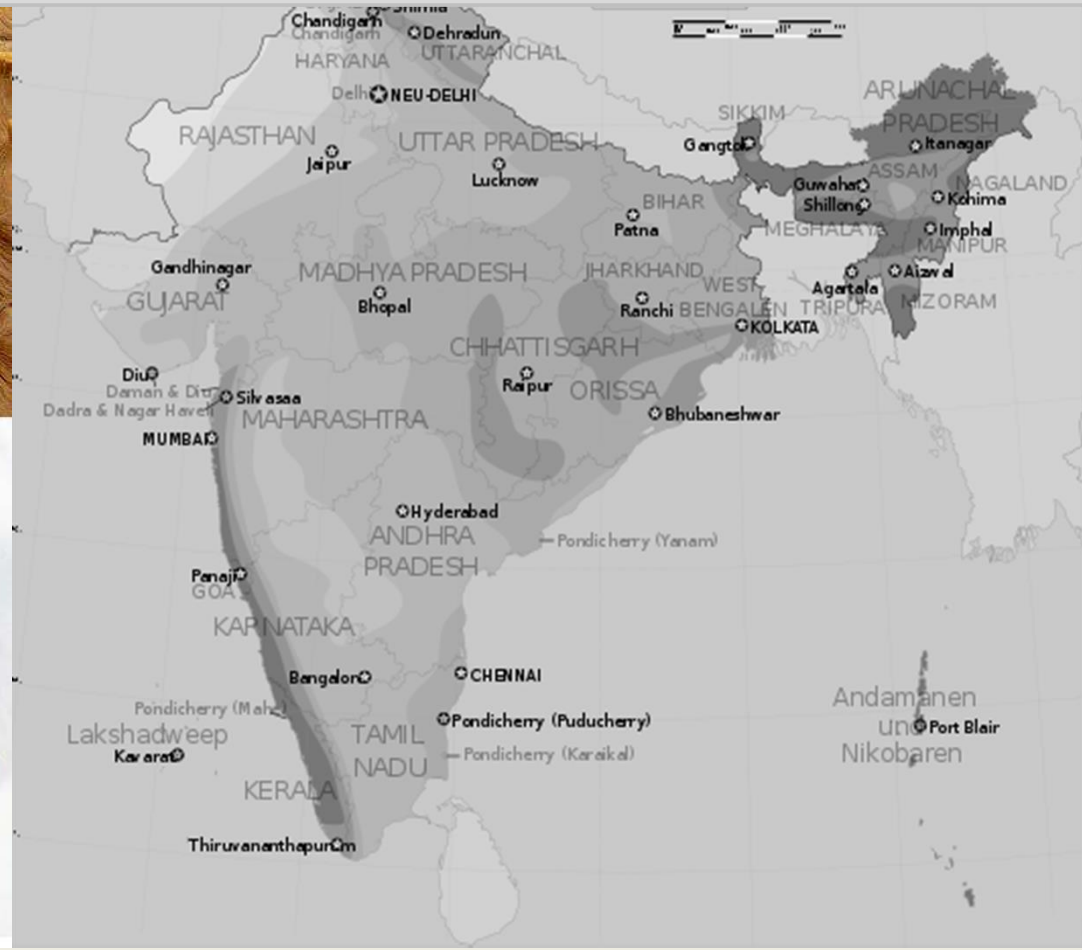 Shimla
Chandigarh
Chandigarh
Dehradun
UTTARANCHAL
HARYANA
Delhi
NEU-DELHI
ARUNACHAL
PRADESH
SIKKIM
RAJASTHAN
UTTAR PRADESH
Gangtok
Itanagar
Jaipur
Lucknow
ASSAM
Guwahati
NAGALAND
Shillong
Kohima
BIHAR
Patna
MEGHALAYA
Imphal
MANIPUR
Gandhinagar
MADHYA PRADESH
JHARKHAND
Aizwal
WEST
BENGALEN
Agartala
GUJARAT
Bhopal
Ranchi
TRIPURA
MIZORAM
KOLKATA
CHHATTISGARH
Diu
Raipur
ORISSA
Daman & Diu
Silvasaa
Dadra & Nagar Haveli
MAHARASHTRA
Bhubaneshwar
MUMBAI
Hyderabad
ANDHRA
PRADESH
Pondicherry (Yanam)
Panaji
GOA
KARNATAKA
Bangalore
CHENNAI
Pondicherry (Mahe)
Andamanen
und
Nikobaren
Port Blair
Pondicherry (Puducherry)
Lakshadweep
TAMIL
NADU
Kavarati
Pondicherry (Karaikal)
KERALA
Thiruvananthapuram